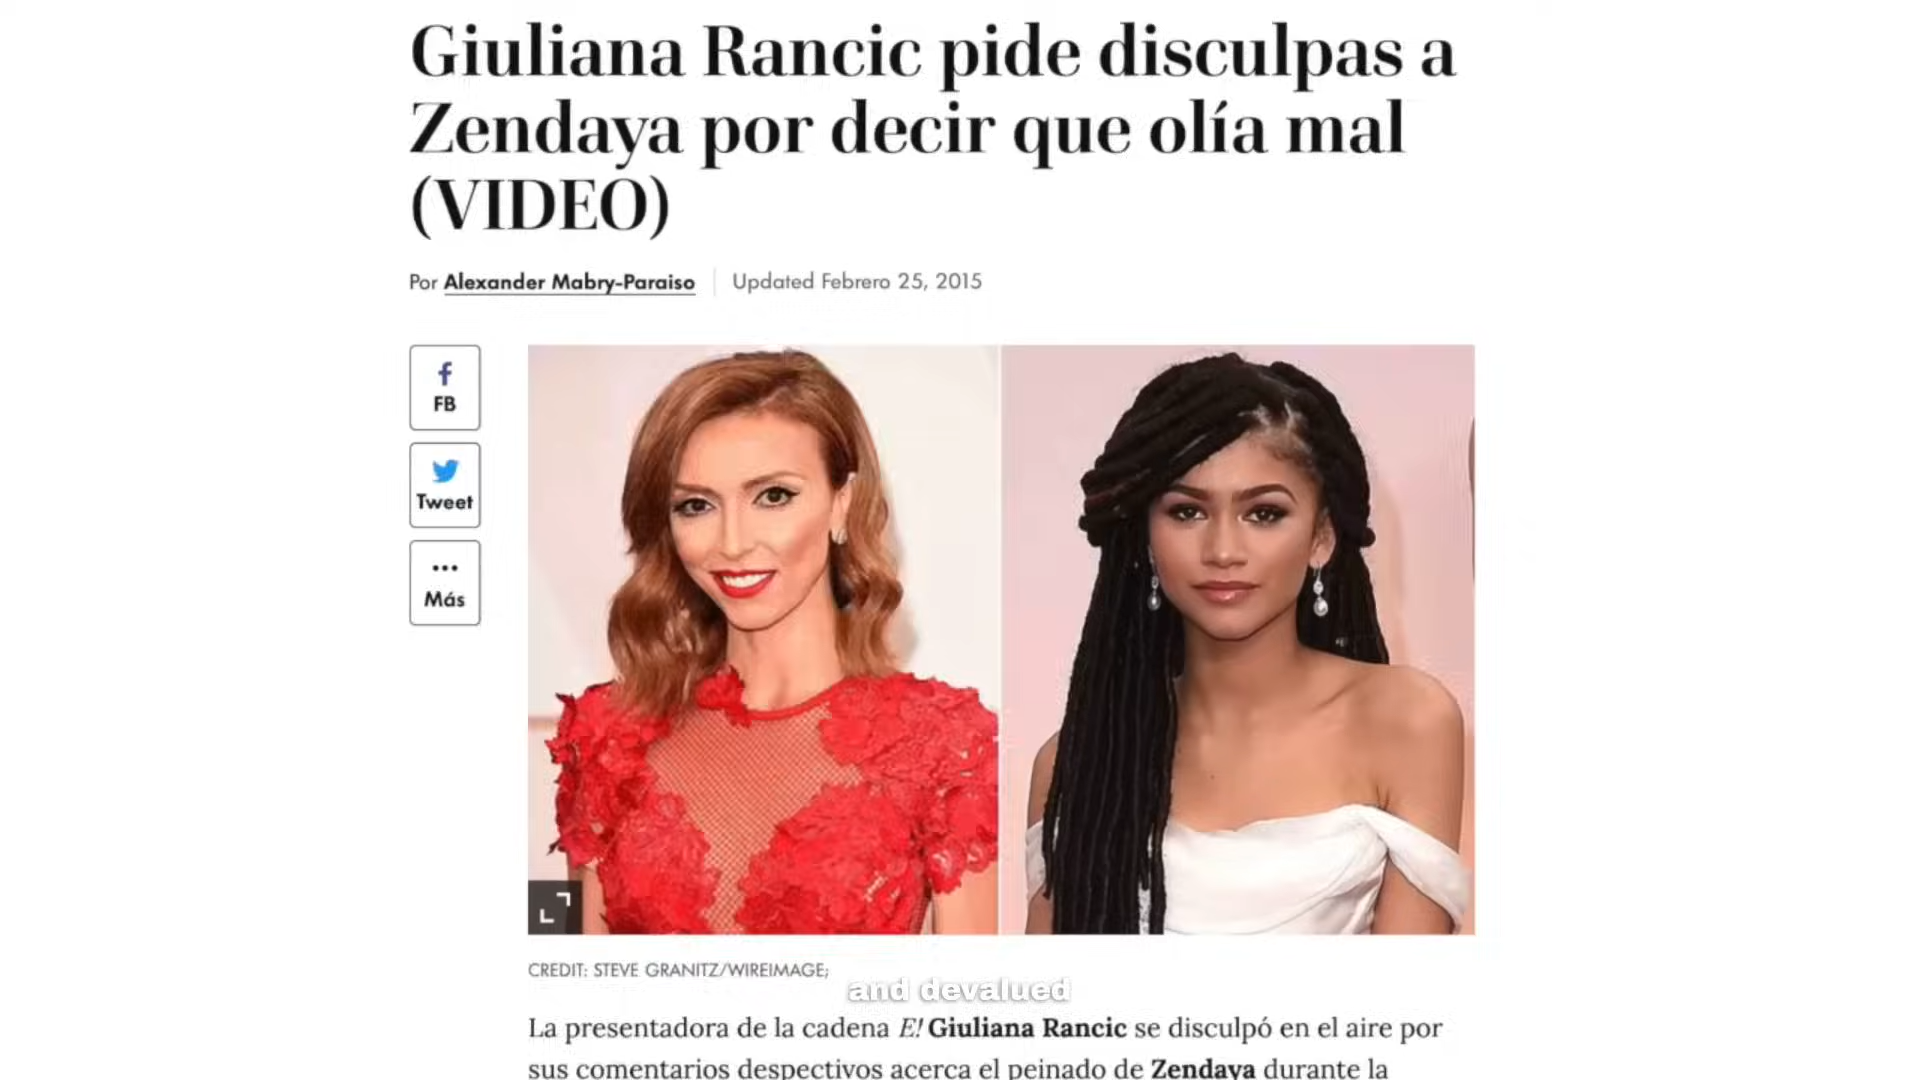 Giuliana Rancic pide disculpas a
Zendaya por decir que olía mal
(VIDEO)
Por Alexander Mabry-Paraiso
Updated Febrero 25, 2015
FB
Tweet
Más
CREDIT: STEVE GRANITZ/WIREIMAGE;
and devalued
La presentadora de la cadena E! Giuliana Rancic se disculpó en el aire por
sus comentarios despectivos acerca el peinado de Zendaya durante la